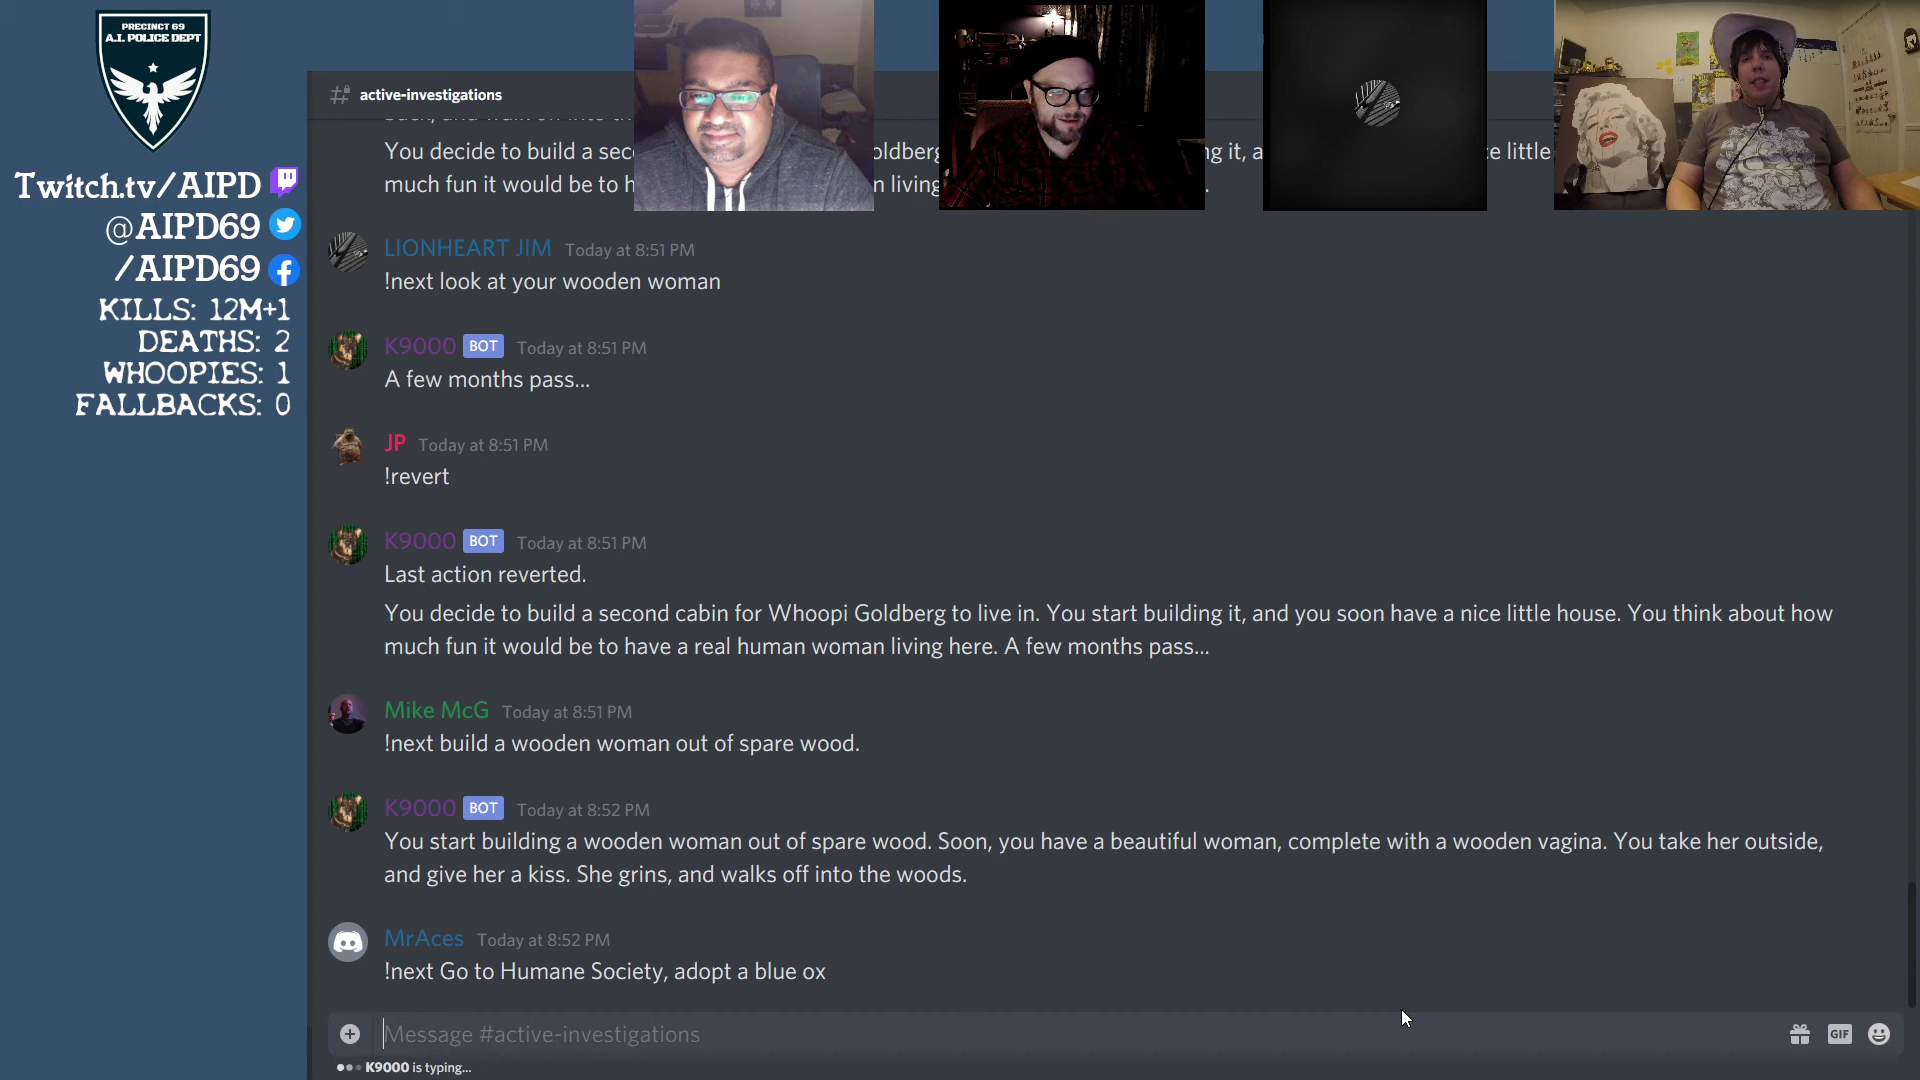 PRECINCT 69
A.I. POLICE DEPT
Twitch.tv/AIPD
@AIPD69
/AIPD69
KILLS: 12M+1
DEATHS: 2
WHOOPIES: 1
FALLBACKS: 0
active-investigations
You decide to build a sec oldberg g it, a e little
much fun it would be to h n living .
LIONHEART JIM Today at 8:51 PM
!next look at your wooden woman
K9000 BOT Today at 8:51 PM
A few months pass...
JP Today at 8:51 PM
!revert
K9000 BOT Today at 8:51 PM
Last action reverted.
You decide to build a second cabin for Whoopi Goldberg to live in. You start building it, and you soon have a nice little house. You think about how
much fun it would be to have a real human woman living here. A few months pass...
Mike McG Today at 8:51 PM
!next build a wooden woman out of spare wood.
K9000 BOT Today at 8:52 PM
You start building a wooden woman out of spare wood. Soon, you have a beautiful woman, complete with a wooden vagina. You take her outside,
and give her a kiss. She grins, and walks off into the woods.
MrAces Today at 8:52 PM
!next Go to Humane Society, adopt a blue ox
Message #active-investigations
GIF
K9000 is typing...